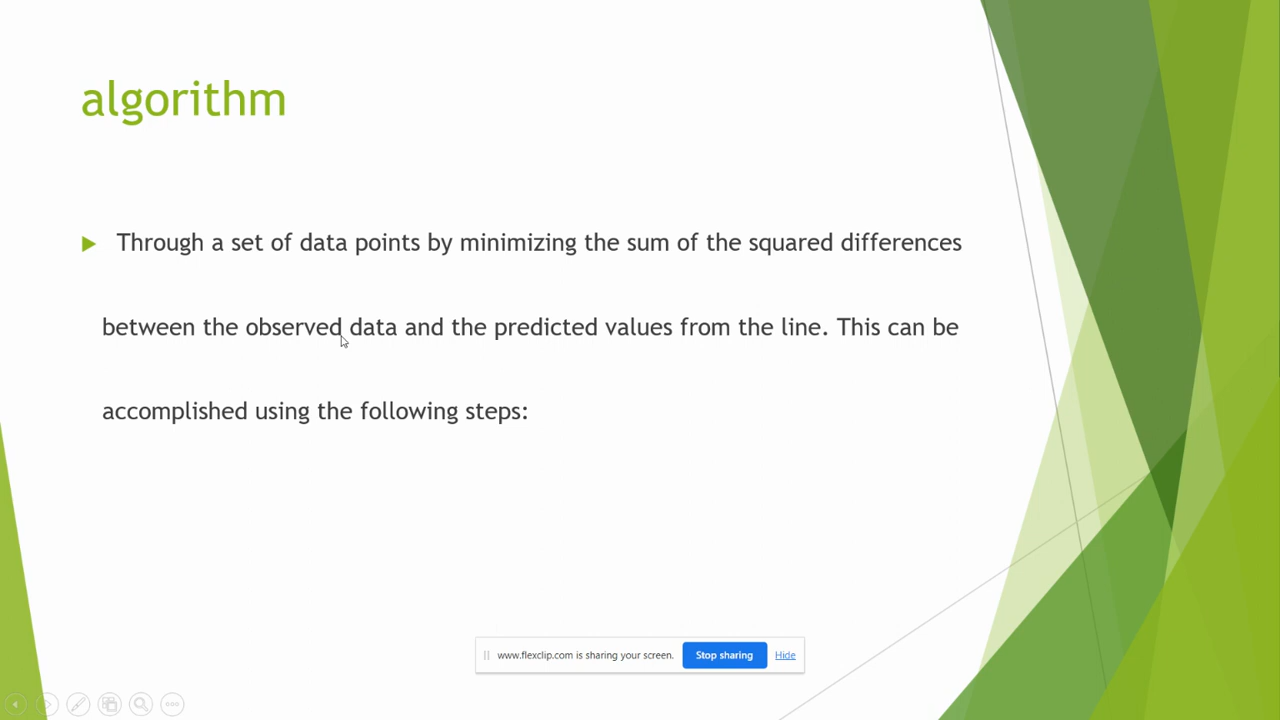 algorithm
Through a set of data points by minimizing the sum of the squared differences
between the observed data and the predicted values from the line. This can be
accomplished using the following steps:
www.flexclip.com is sharing your screen. Stop sharing Hide